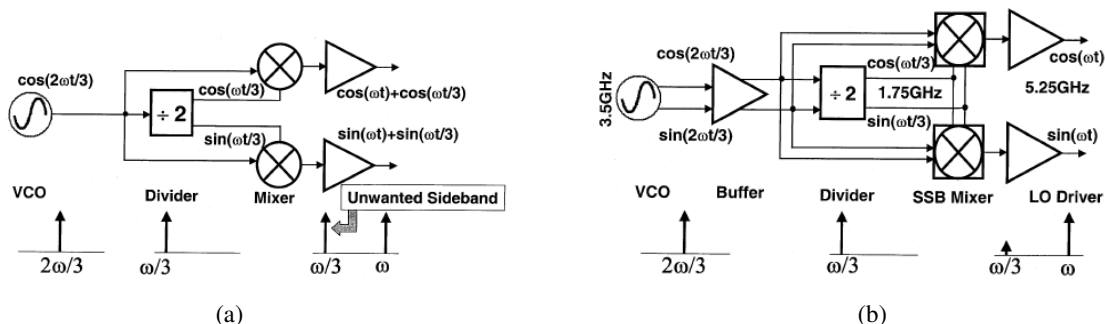 cos(2ωt/3)
÷ 2
cos(ωt/3)
sin(ωt/3)
cos(ωt)+cos(ωt/3)
sin(ωt)+sin(ωt/3)
VCO
Divider
Mixer
Unwanted Sideband
2ω/3
ω/3
ω/3
ω
(a)
3.5GHz
cos(2ωt/3)
sin(2ωt/3)
÷ 2
cos(ωt/3)
1.75GHz
sin(ωt/3)
cos(ωt)
5.25GHz
sin(ωt)
VCO
Buffer
Divider
SSB Mixer
LO Driver
2ω/3
ω/3
ω/3
ω
(b)